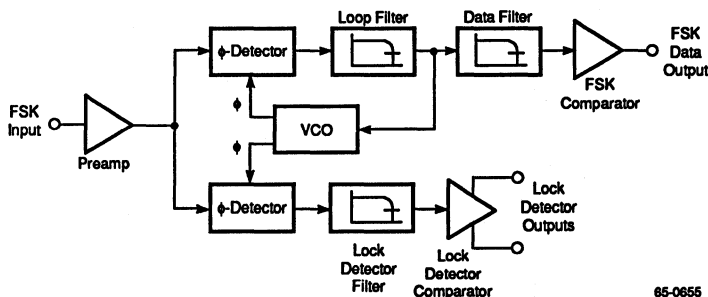 Loop Filter
Data Filter
FSK
Data
Output
ϕ-Detector
FSK
Comparator
FSK
Input
ϕ
VCO
ϕ
Preamp
ϕ-Detector
Lock
Detector
Outputs
Lock
Detector
Filter
Lock
Detector
Comparator
65-0655